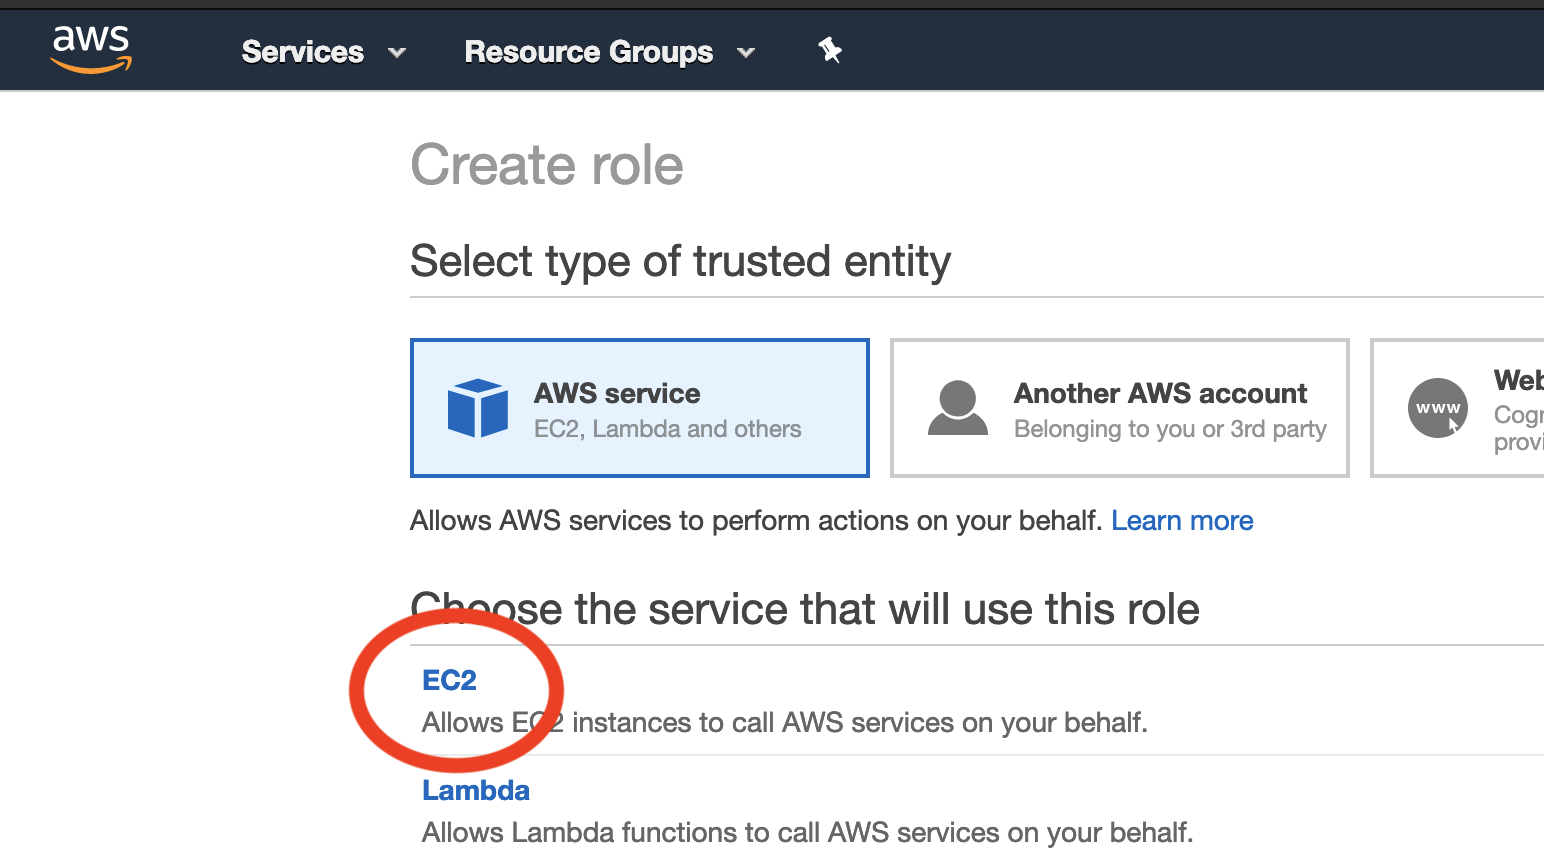 aws
Services
Resource Groups
Create role
Select type of trusted entity
AWS service
EC2, Lambda and others
Another AWS account
Belonging to you or 3rd party
www
Web
Cogn
provi
Allows AWS services to perform actions on your behalf. Learn more
Choose the service that will use this role
EC2
Allows EC2 instances to call AWS services on your behalf.
Lambda
Allows Lambda functions to call AWS services on your behalf.